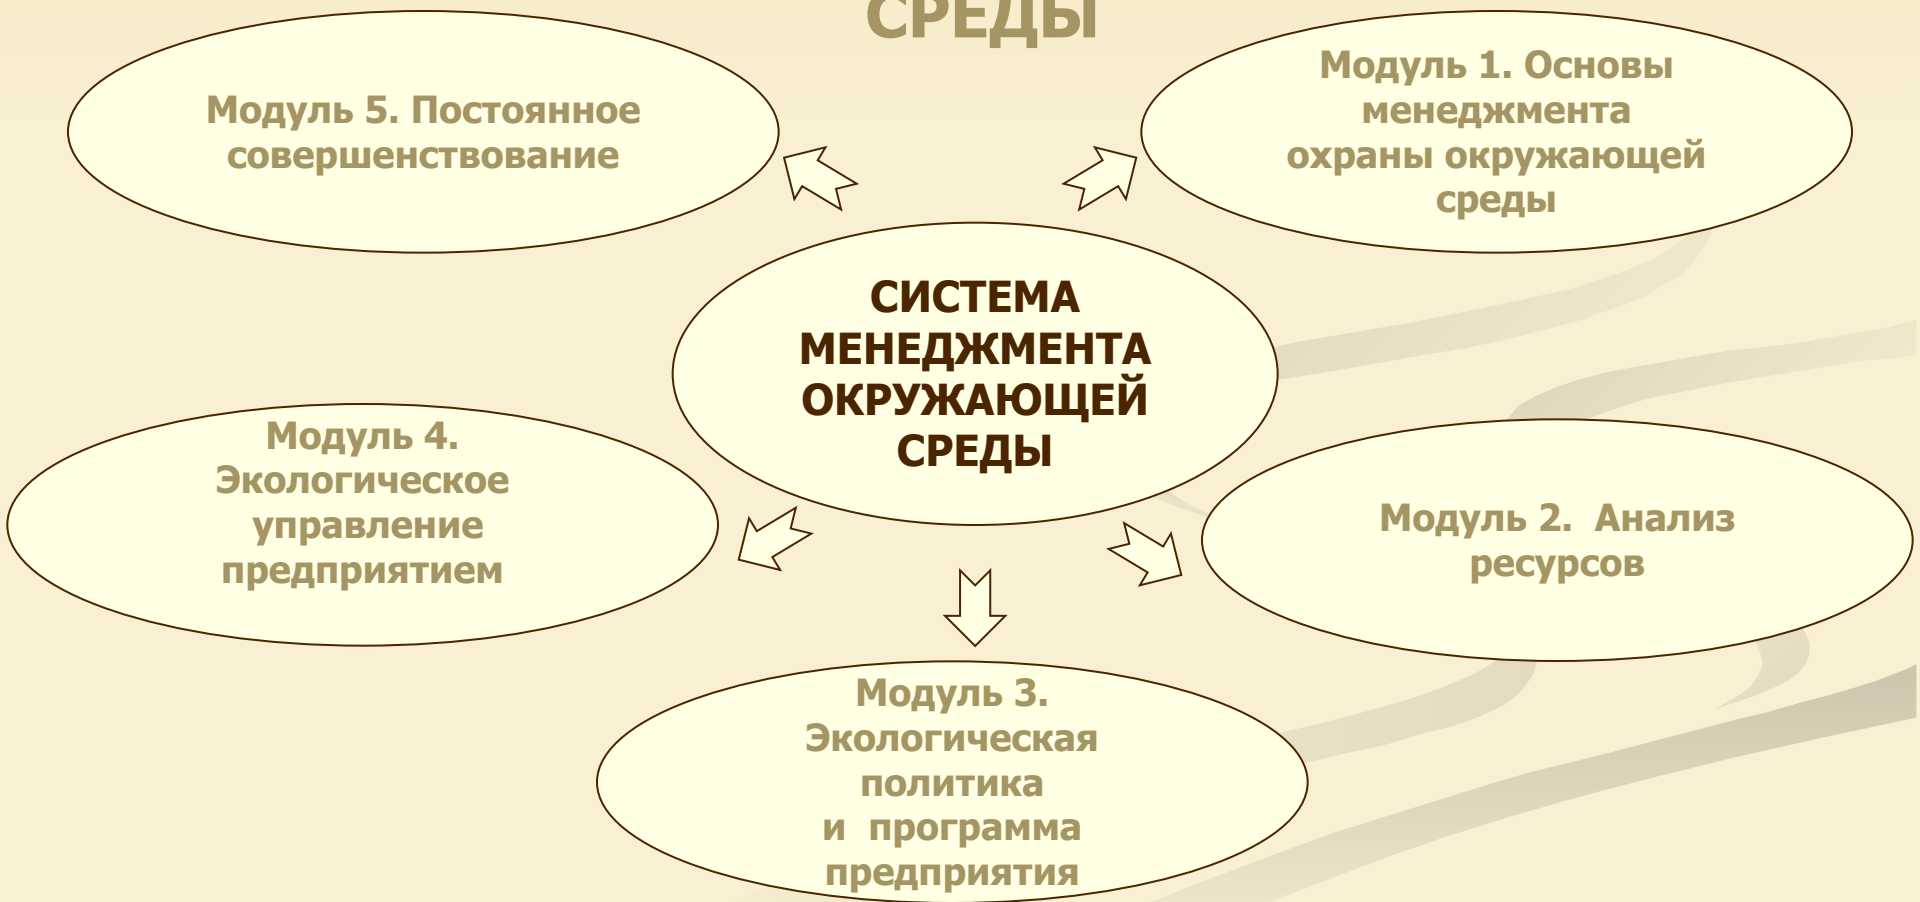 СРЕДЫ
Модуль 5. Постоянное
совершенствование
Модуль 1. Основы
менеджмента
охраны окружающей
среды
СИСТЕМА
МЕНЕДЖМЕНТА
ОКРУЖАЮЩЕЙ
СРЕДЫ
Модуль 4.
Экологическое
управление
предприятием
Модуль 2.  Анализ
ресурсов
Модуль 3.
Экологическая
политика
и  программа
предприятия